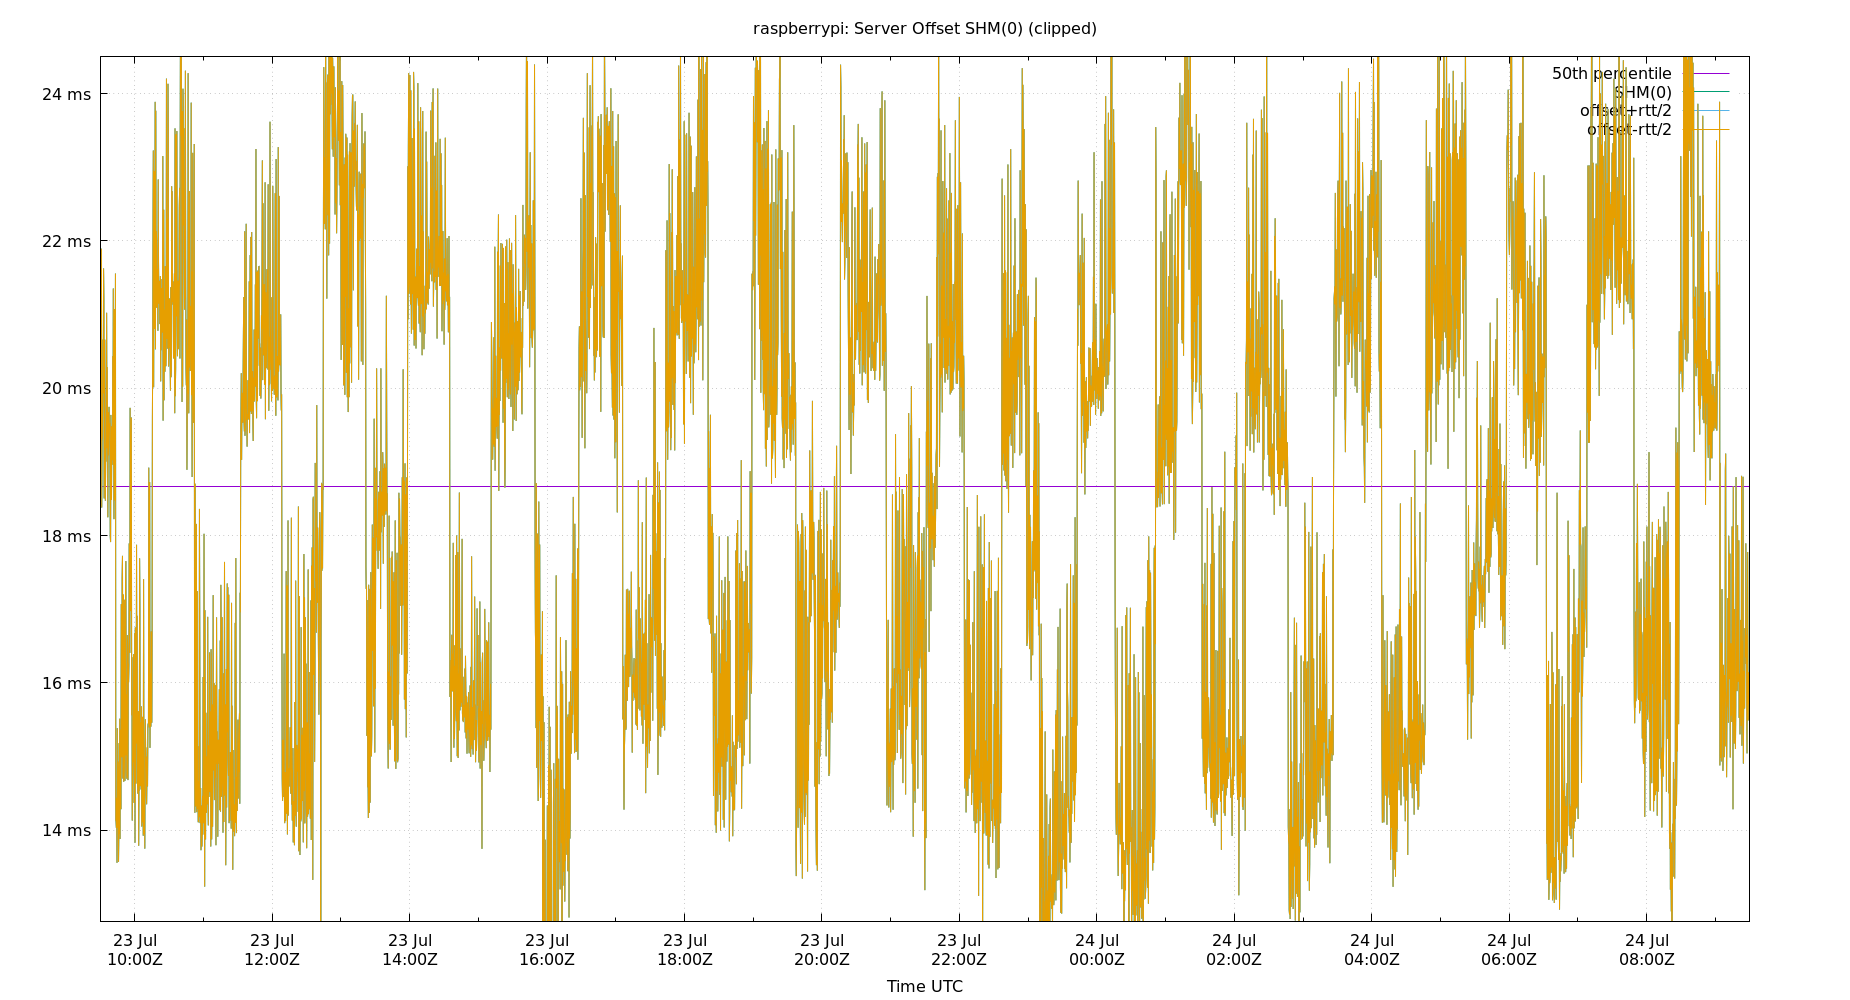 raspberrypi: Server Offset SHM(0) (clipped)
24 ms
22 ms
20 ms
18 ms
16 ms
14 ms
50th percentile
SHM(0)
offset+rtt/2
offset-rtt/2
23 Jul 23 Jul 23 Jul 23 Jul 23 Jul 23 Jul 23 Jul 24 Jul 24 Jul 24 Jul 24 Jul 24 Jul
10:00Z 12:00Z 14:00Z 16:00Z 18:00Z 20:00Z 22:00Z 00:00Z 02:00Z 04:00Z 06:00Z 08:00Z
Time UTC